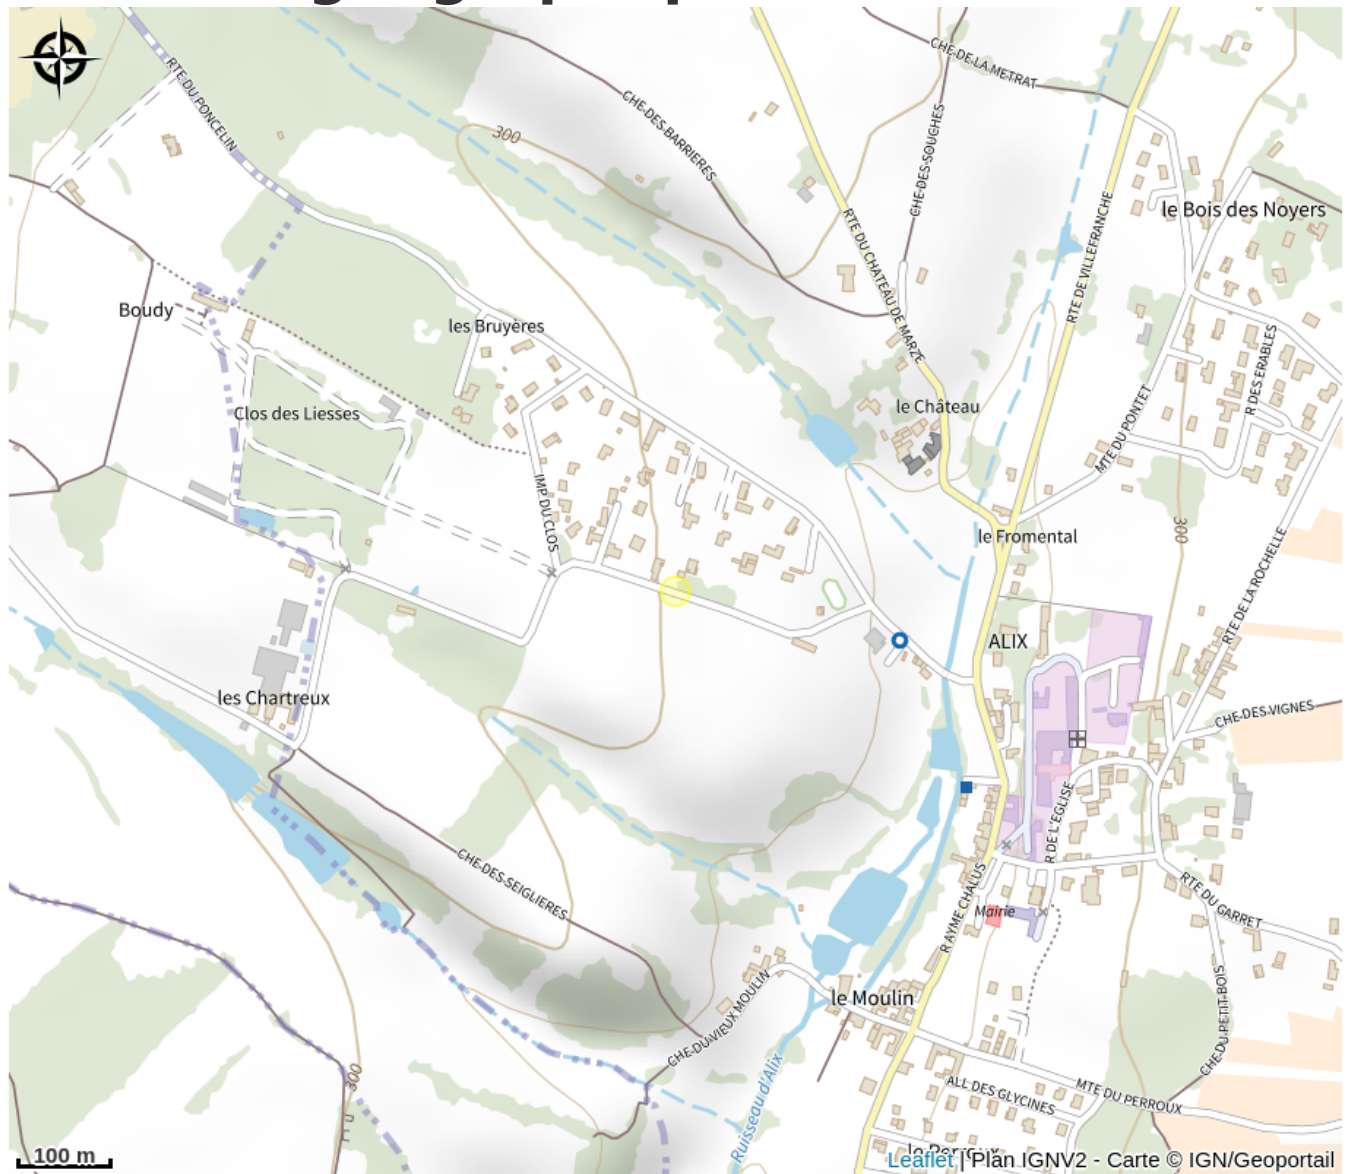 CHE-DE-LA-METRAT
RTE DU PONCELIN
CHE-DES-BARRIERES
CHE-DES-SOUCHES
300
le Bois des Noyers
RTE DU CHATEAU DE MARZE
RTE DE VILLEFRANCHE
Boudy
les Bruyères
R DES ERABLES
le Château
Clos des Liesses
MTE DU PONTET
IMP DU CLOS
300
le Fromental
RTE DE LA ROCHELLE
ALIX
les Chartreux
CHE-DES-VIGNES
R DE L'EGLISE
CHE-DES-SEIGLIERES
RTE DU GARRET
R AYME CHALUS
Mairie
le Moulin
CHE-DU-VIEUX MOULIN
CHE-DU-PETIT-BOIS
300
Ruisseau d'Alix
ALL DES GLYCINES
MTE DU PERROUX
100 m
Leaflet | Plan IGNV2 - Carte © IGN/Geoportail